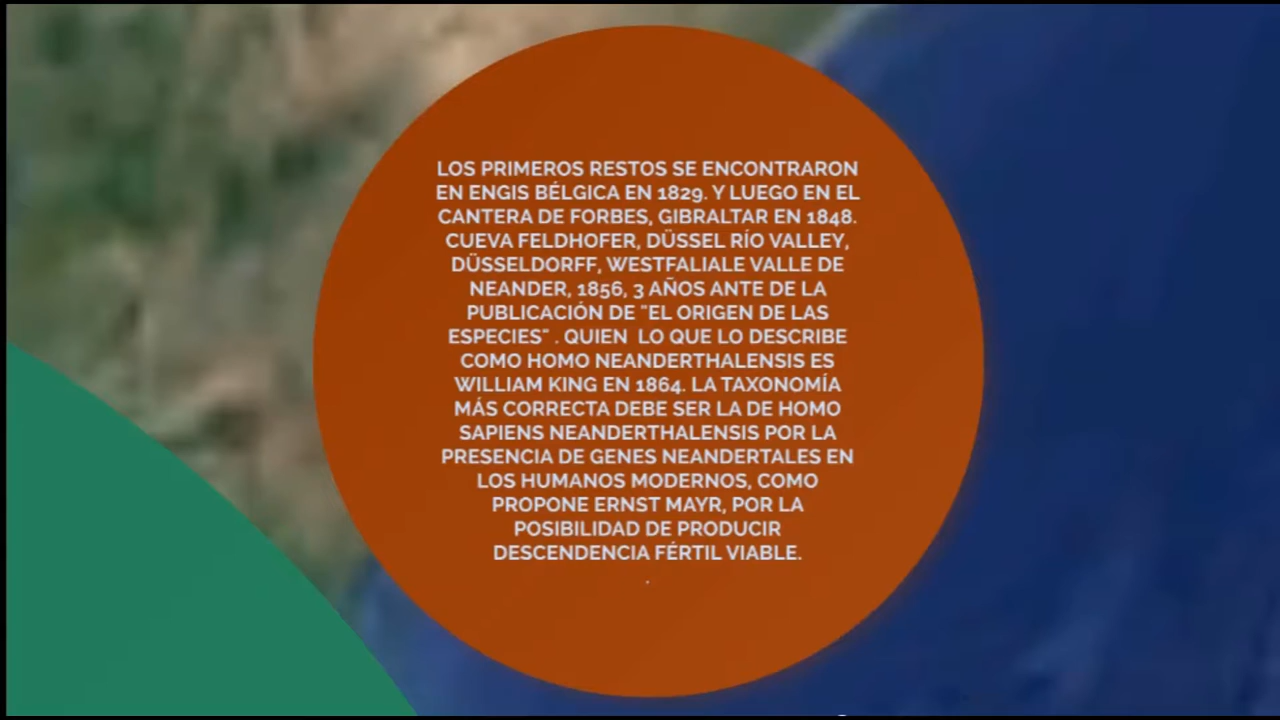 LOS PRIMEROS RESTOS SE ENCONTRARON
EN ENGIS BÉLGICA EN 1829. Y LUEGO EN EL
CANTERA DE FORBES, GIBRALTAR EN 1848.
CUEVA FELDHOFER, DÜSSEL RÍO VALLEY,
DÜSSELDORFF, WESTFALIALE VALLE DE
NEANDER, 1856, 3 AÑOS ANTE DE LA
PUBLICACIÓN DE "EL ORIGEN DE LAS
ESPECIES" . QUIEN  LO QUE LO DESCRIBE
COMO HOMO NEANDERTHALENSIS ES
WILLIAM KING EN 1864. LA TAXONOMÍA
MÁS CORRECTA DEBE SER LA DE HOMO
SAPIENS NEANDERTHALENSIS POR LA
PRESENCIA DE GENES NEANDERTALES EN
LOS HUMANOS MODERNOS, COMO
PROPONE ERNST MAYR, POR LA
POSIBILIDAD DE PRODUCIR
DESCENDENCIA FÉRTIL VIABLE.
.